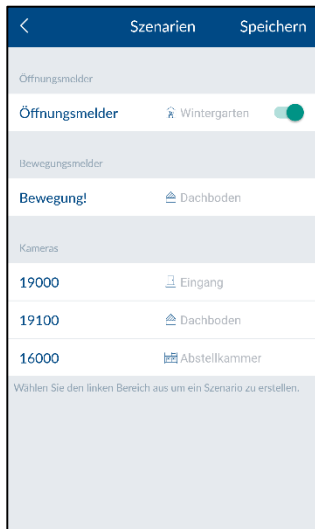 Szenarien Speichern
Öffnungsmelder
Öffnungsmelder Wintergarten
Bewegungsmelder
Bewegung! Dachboden
Kameras
19000 Eingang
19100 Dachboden
16000 Abstellkammer
Wählen Sie den linken Bereich aus um ein Szenario zu erstellen.